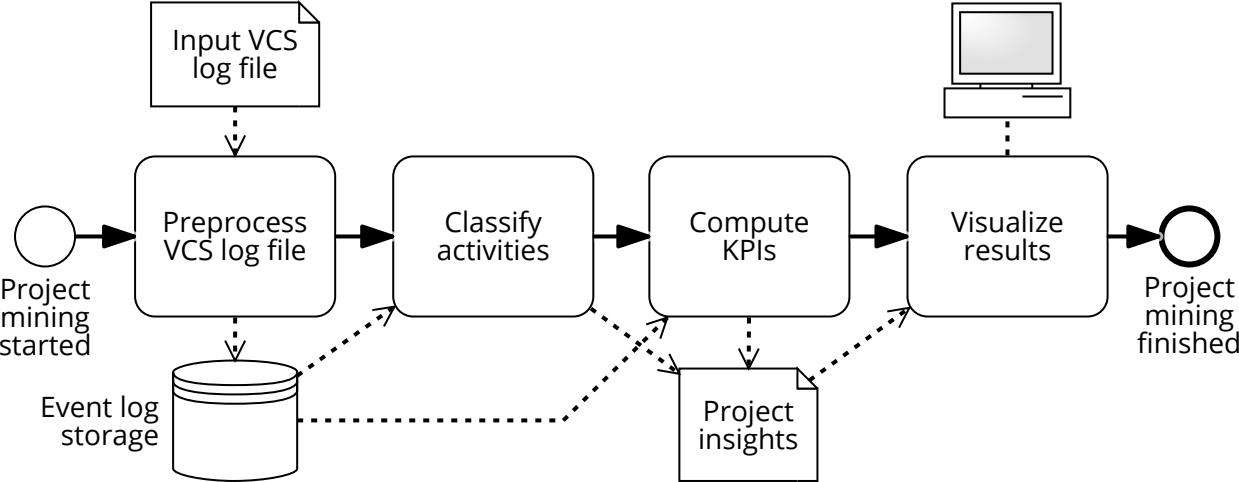 Input VCS
log file
Preprocess
VCS log file
Classify
activities
Compute
KPIs
Visualize
results
Project
mining
started
Project
mining
finished
Event log
storage
Project
insights